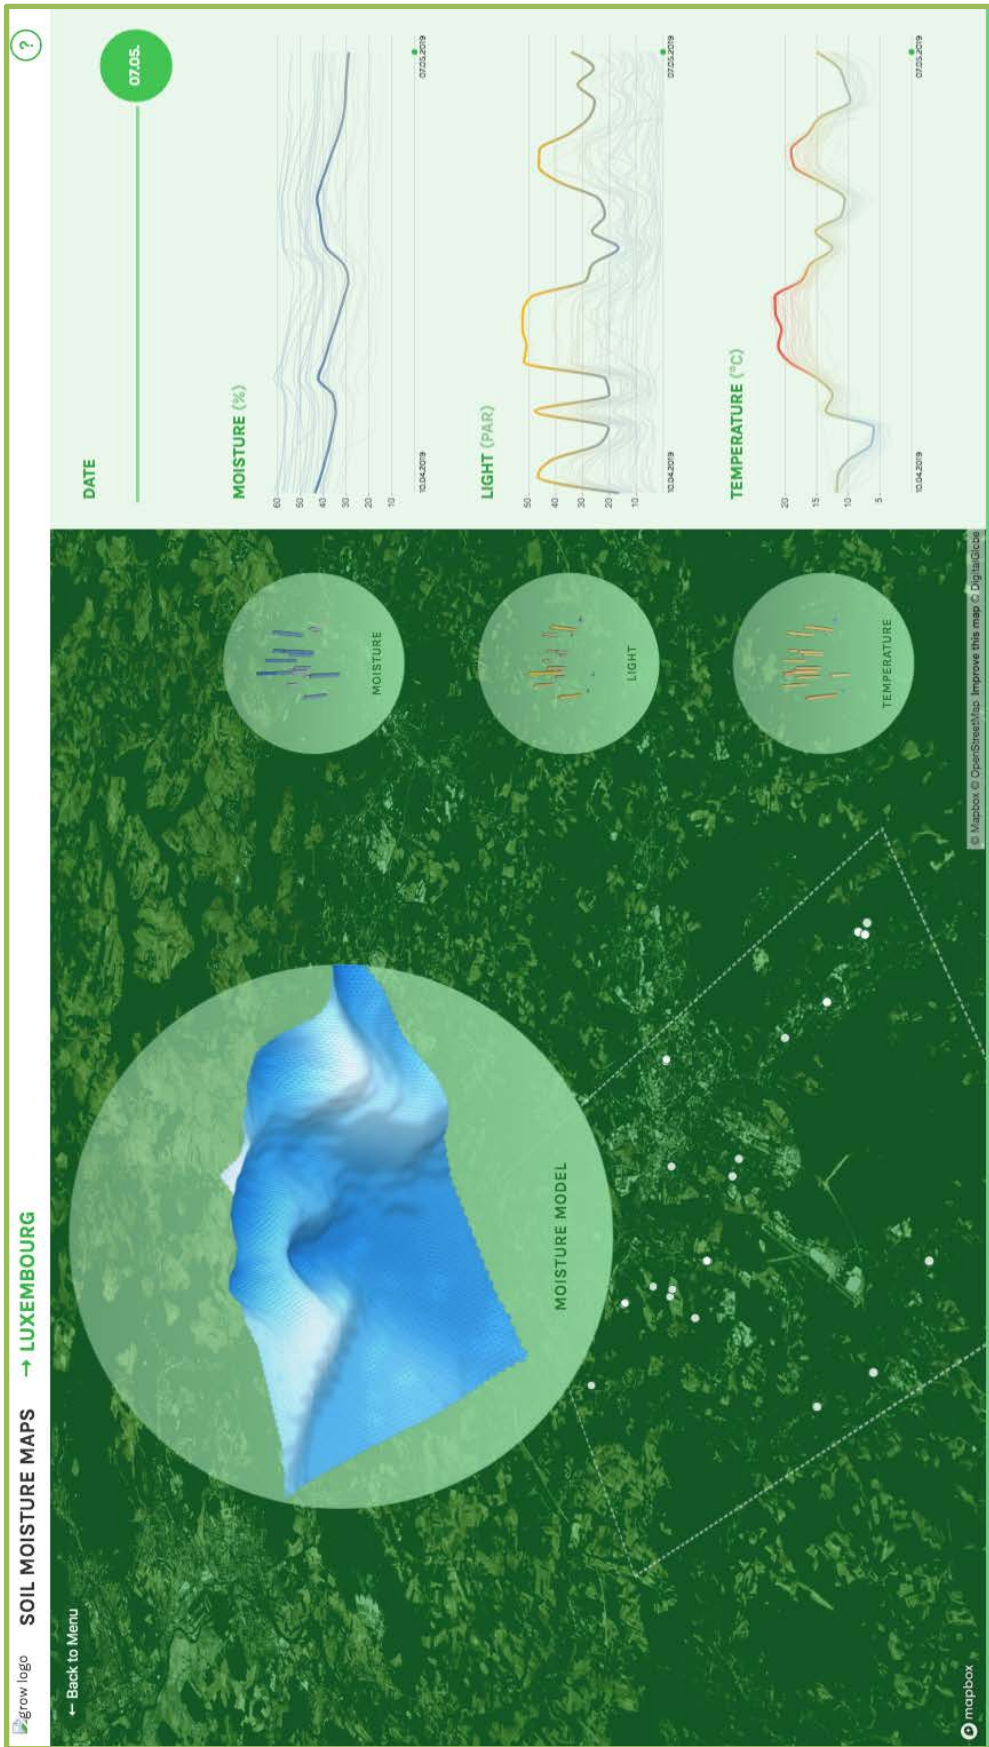 grow logo
SOIL MOISTURE MAPS → LUXEMBOURG
?
← Back to Menu
MOISTURE MODEL
MOISTURE
LIGHT
TEMPERATURE
DATE
07.05.
MOISTURE (%)
60
50
40
30
20
10
10.04.2019 07.05.2019
LIGHT (PAR)
50
40
30
20
10
10.04.2019 07.05.2019
TEMPERATURE (°C)
20
15
10
5
10.04.2019 07.05.2019
mapbox
© Mapbox © OpenStreetMap Improve this map © DigitalGlobe